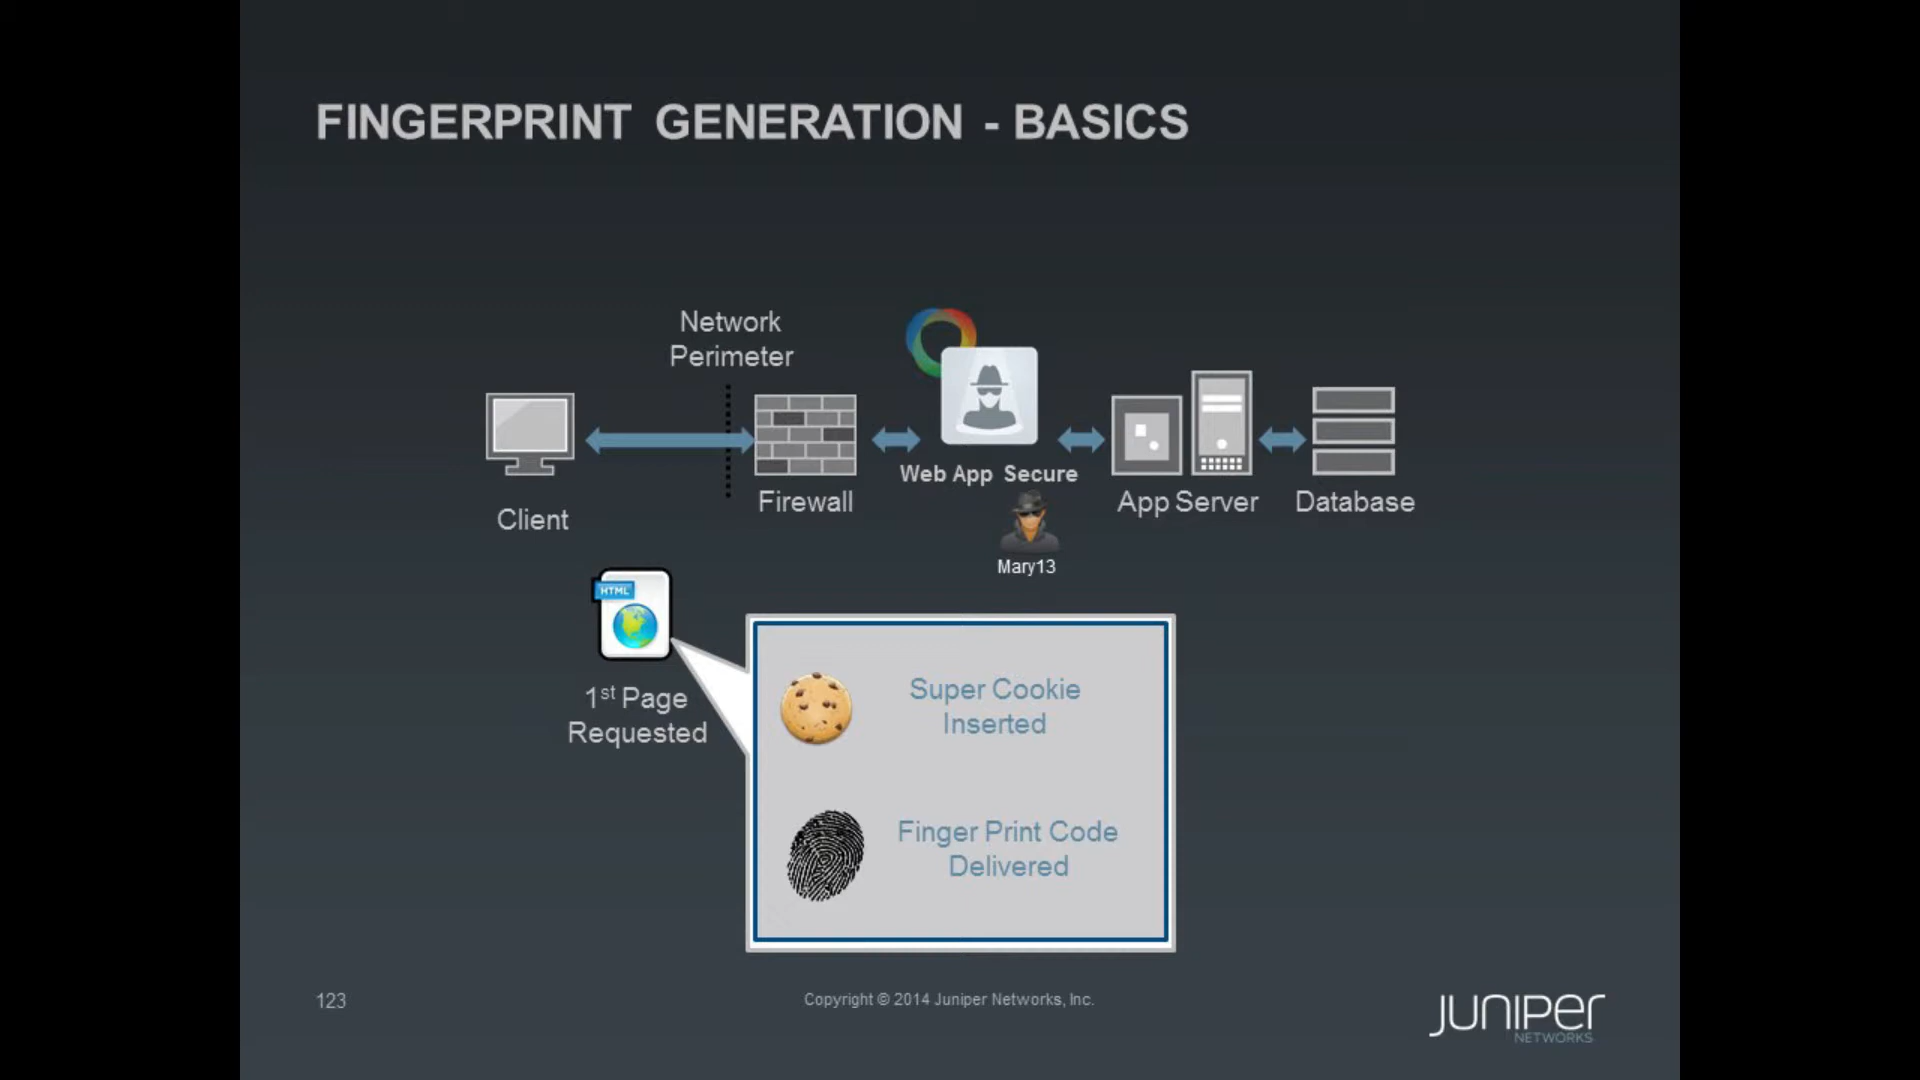 FINGERPRINT GENERATION - BASICS
Network
Perimeter
Client
Firewall
Web App Secure
Mary13
App Server
Database
HTML
1st Page
Requested
Super Cookie
Inserted
Finger Print Code
Delivered
123
Copyright © 2014 Juniper Networks, Inc.
JUNIPEr
NETWORKS